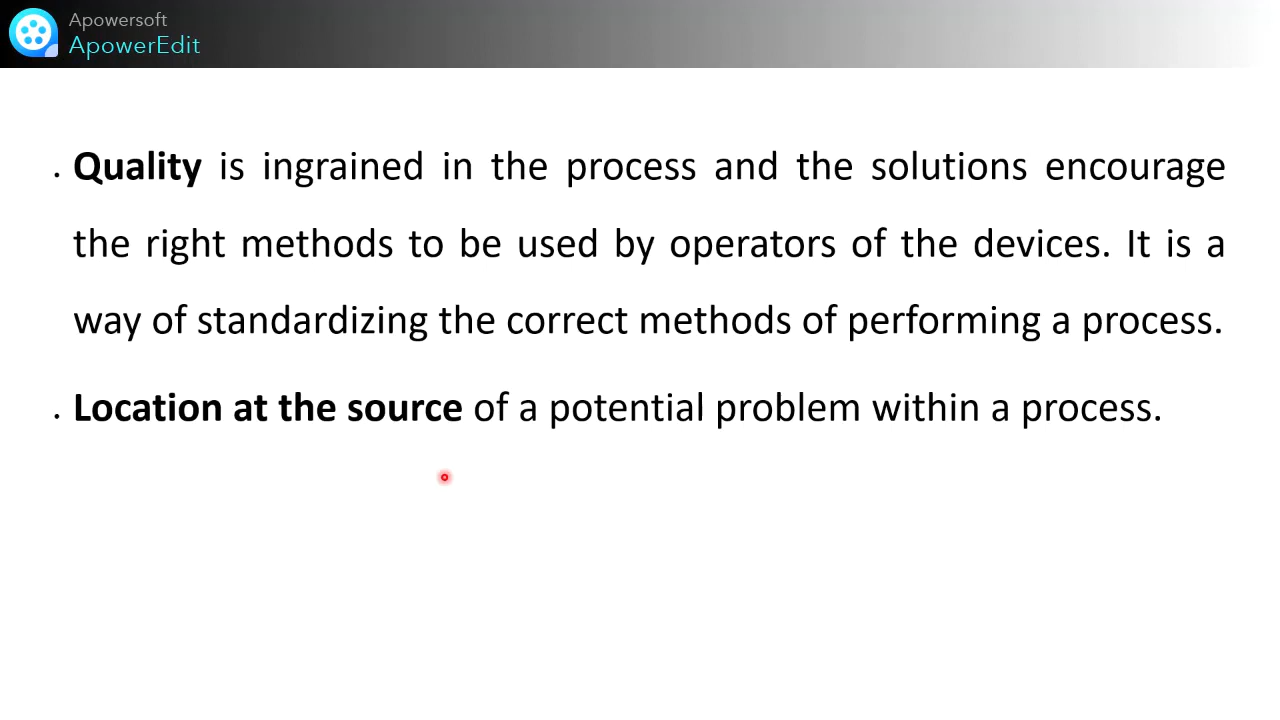 Apowersoft
ApowerEdit
. Quality is ingrained in the process and the solutions encourage
the right methods to be used by operators of the devices. It is a
way of standardizing the correct methods of performing a process.
. Location at the source of a potential problem within a process.